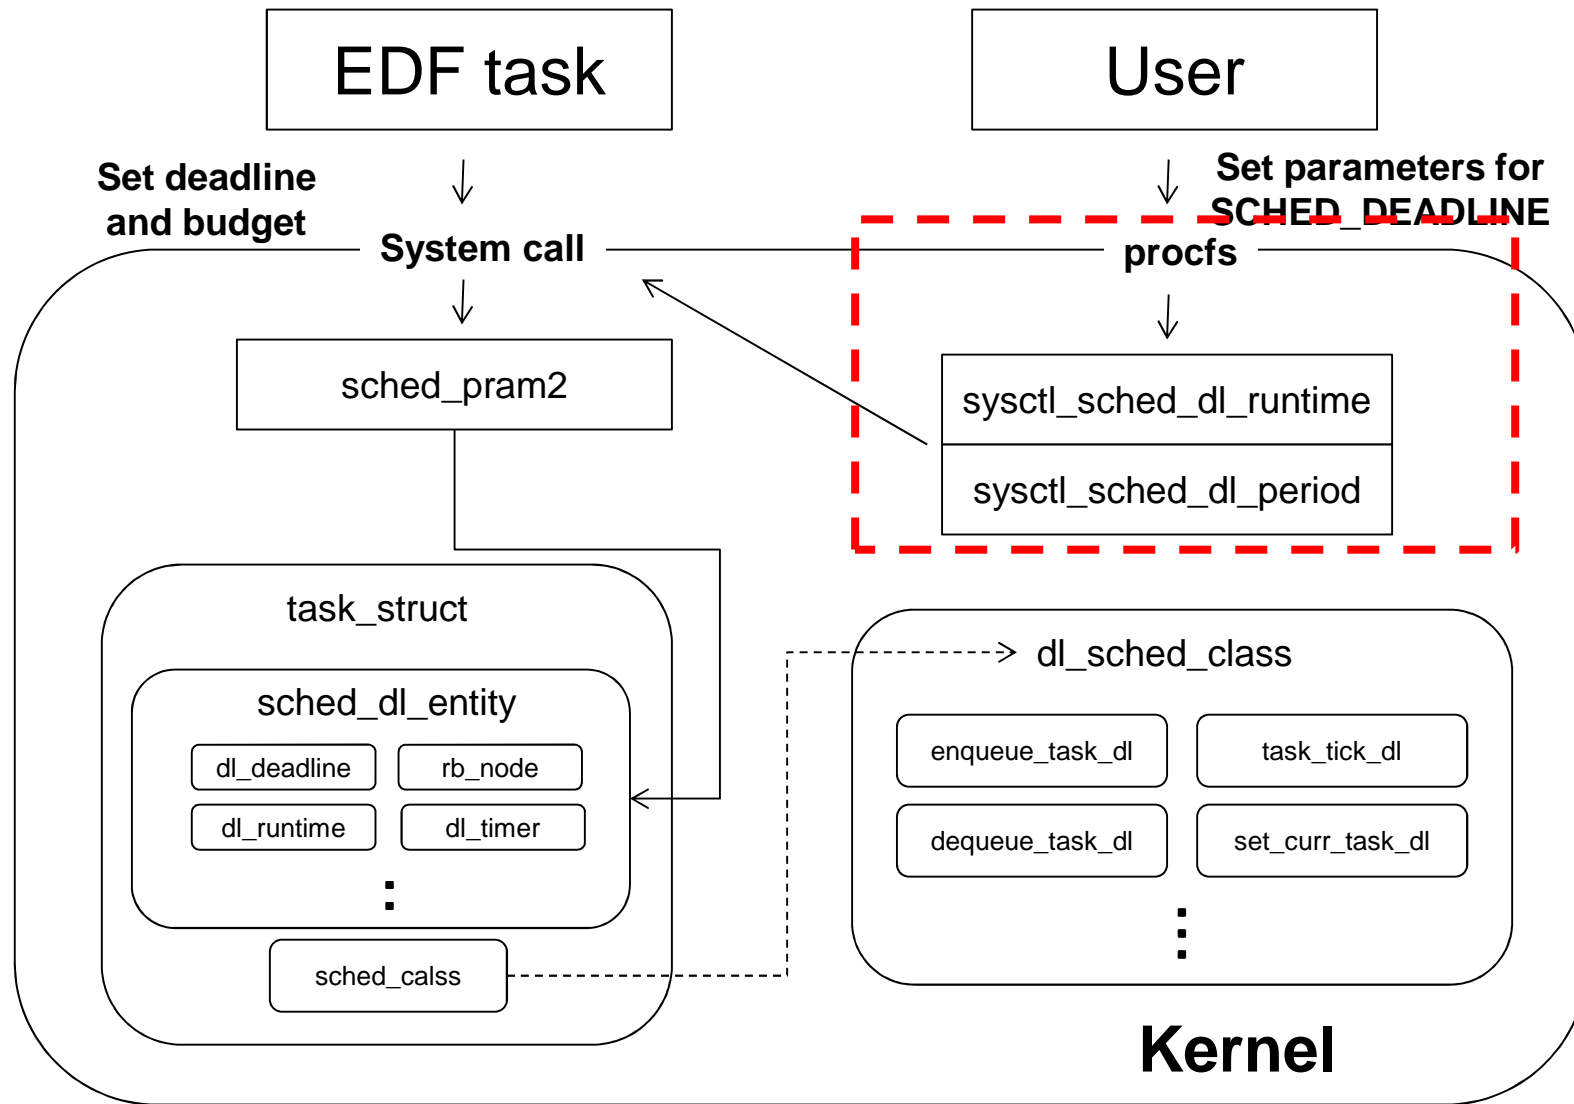 EDF task
User
Set deadline
and budget
Set parameters for
SCHED_DEADLINE
System call
procfs
sched_pram2
sysctl_sched_dl_runtime
sysctl_sched_dl_period
task_struct
sched_dl_entity
dl_deadline
rb_node
dl_runtime
dl_timer
:
sched_calss
dl_sched_class
enqueue_task_dl
task_tick_dl
dequeue_task_dl
set_curr_task_dl
⋮
Kernel